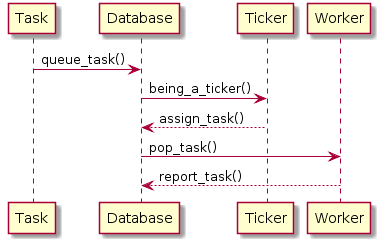 Task Database Ticker Worker
queue_task()
being_a_ticker()
assign_task()
pop_task()
report_task()
Task Database Ticker Worker